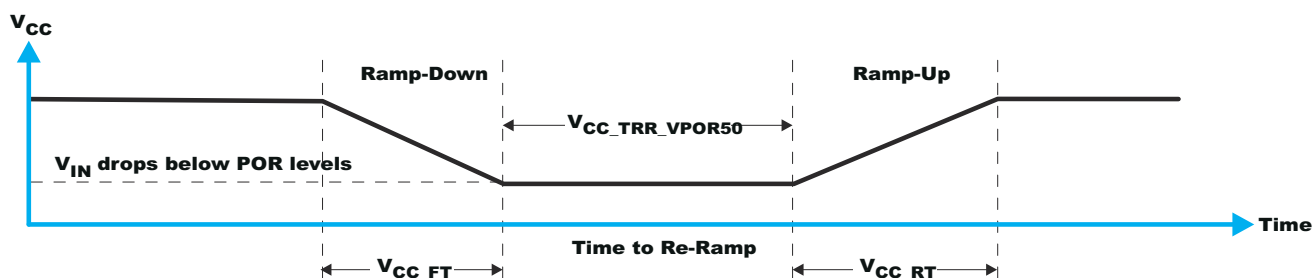 VCC
Ramp-Down
Ramp-Up
VCC_TRR_VPOR50
VIN drops below POR levels
Time
Time to Re-Ramp
VCC_FT
VCC_RT